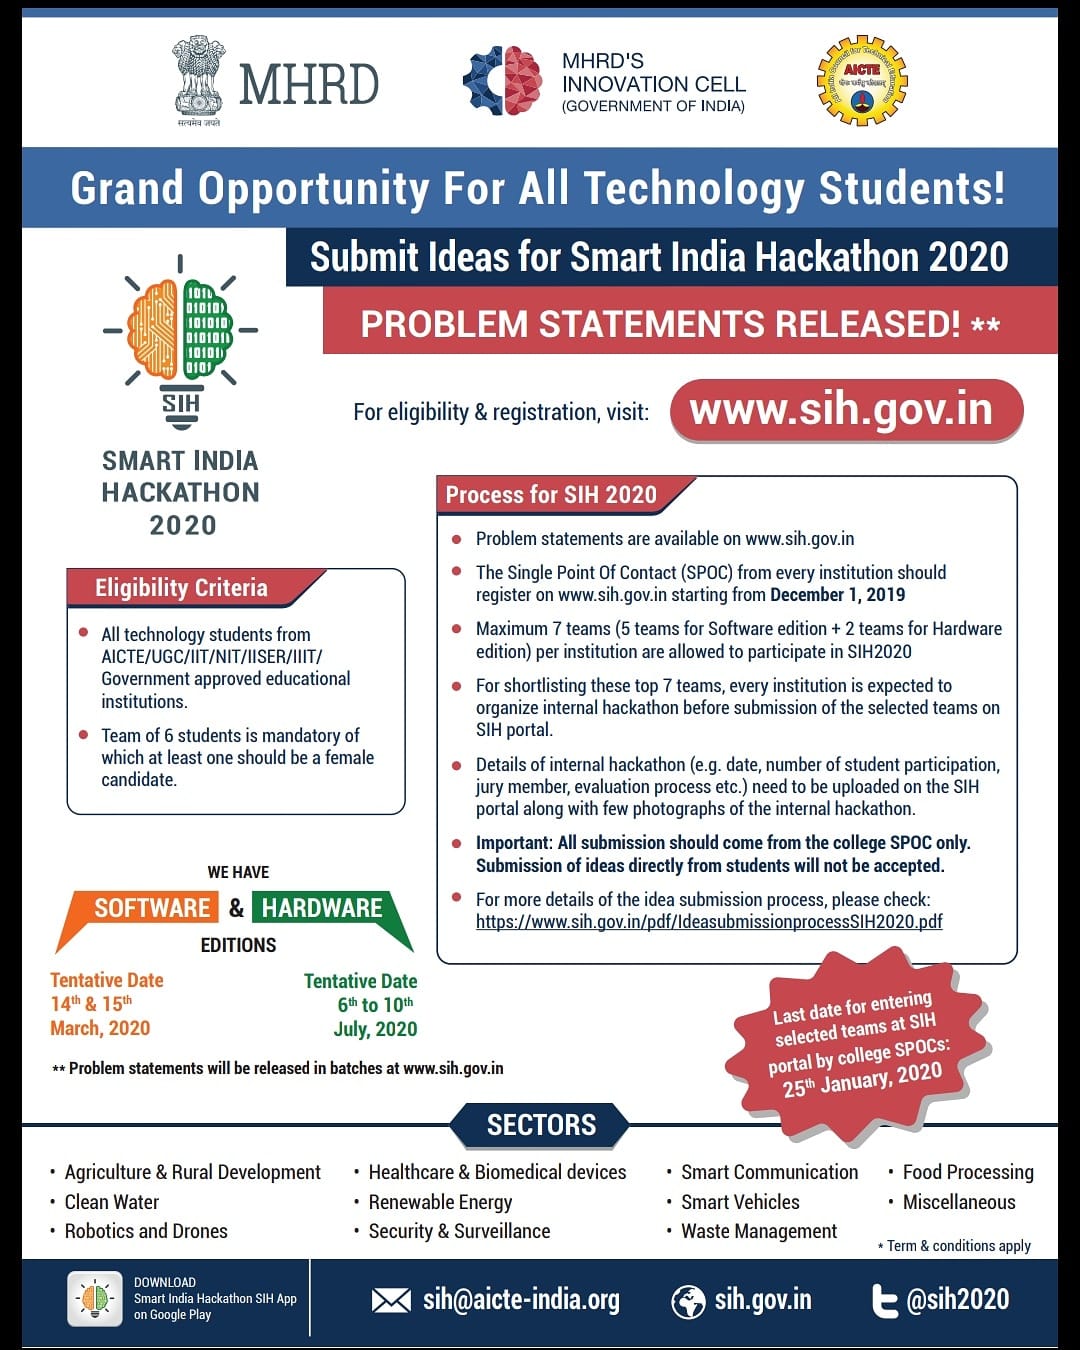 सत्यमेव जयते
MHRD
MHRD'S
INNOVATION CELL
(GOVERNMENT OF INDIA)
AICTE
Grand Opportunity For All Technology Students!
Submit Ideas for Smart India Hackathon 2020
PROBLEM STATEMENTS RELEASED! **
For eligibility & registration, visit:
www.sih.gov.in
SIH
SMART INDIA
HACKATHON
2020
Eligibility Criteria
• All technology students from
AICTE/UGC/IIT/NIT/IISER/IIIT/
Government approved educational
institutions.
• Team of 6 students is mandatory of
which at least one should be a female
candidate.
Process for SIH 2020
• Problem statements are available on www.sih.gov.in
• The Single Point Of Contact (SPOC) from every institution should
register on www.sih.gov.in starting from December 1, 2019
• Maximum 7 teams (5 teams for Software edition + 2 teams for Hardware
edition) per institution are allowed to participate in SIH2020
• For shortlisting these top 7 teams, every institution is expected to
organize internal hackathon before submission of the selected teams on
SIH portal.
• Details of internal hackathon (e.g. date, number of student participation,
jury member, evaluation process etc.) need to be uploaded on the SIH
portal along with few photographs of the internal hackathon.
• Important: All submission should come from the college SPOC only.
Submission of ideas directly from students will not be accepted.
• For more details of the idea submission process, please check:
https://www.sih.gov.in/pdf/IdeasubmissionprocessSIH2020.pdf
WE HAVE
SOFTWARE & HARDWARE
EDITIONS
Tentative Date
14th & 15th
March, 2020
Tentative Date
6th to 10th
July, 2020
** Problem statements will be released in batches at www.sih.gov.in
Last date for entering
selected teams at SIH
portal by college SPOCs:
25th January, 2020
SECTORS
• Agriculture & Rural Development
• Clean Water
• Robotics and Drones
• Healthcare & Biomedical devices
• Renewable Energy
• Security & Surveillance
• Smart Communication
• Smart Vehicles
• Waste Management
• Food Processing
• Miscellaneous
* Term & conditions apply
DOWNLOAD
Smart India Hackathon SIH App
on Google Play
sih@aicte-india.org
sih.gov.in
@sih2020